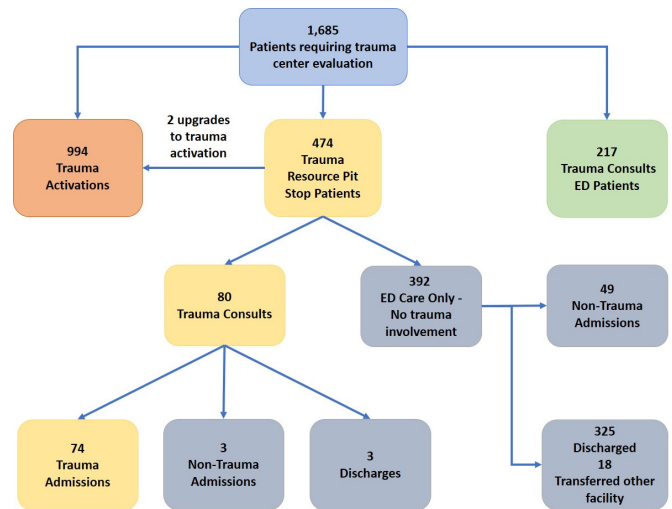 1,685
Patients requiring trauma
center evaluation
2 upgrades
to trauma
activation
994
Trauma
Activations
474
Trauma
Resource Pit
Stop Patients
217
Trauma Consults
ED Patients
80
Trauma Consults
392
ED Care Only -
No trauma
involvement
49
Non-Trauma
Admissions
74
Trauma
Admissions
3
Non-Trauma
Admissions
3
Discharges
325
Discharged
18
Transferred other
facility